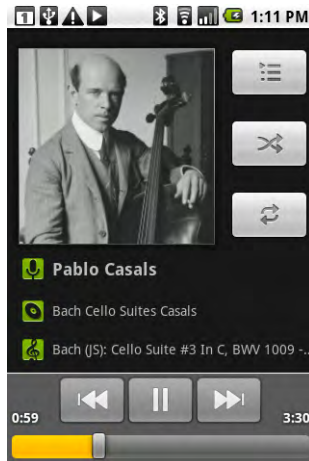 1 1:11 PM
Pablo Casals
Bach Cello Suites Casals
Bach (JS): Cello Suite #3 In C, BWV 1009 -..
0:59 3:30